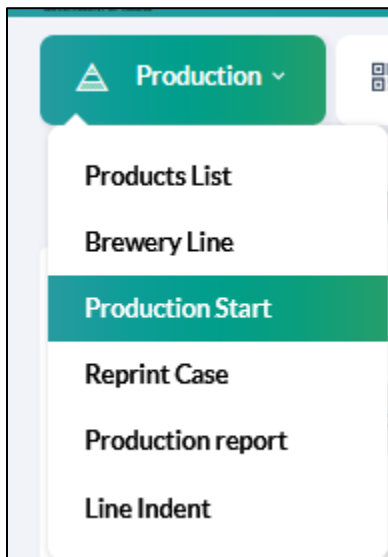 Production
Products List
Brewery Line
Production Start
Reprint Case
Production report
Line Indent